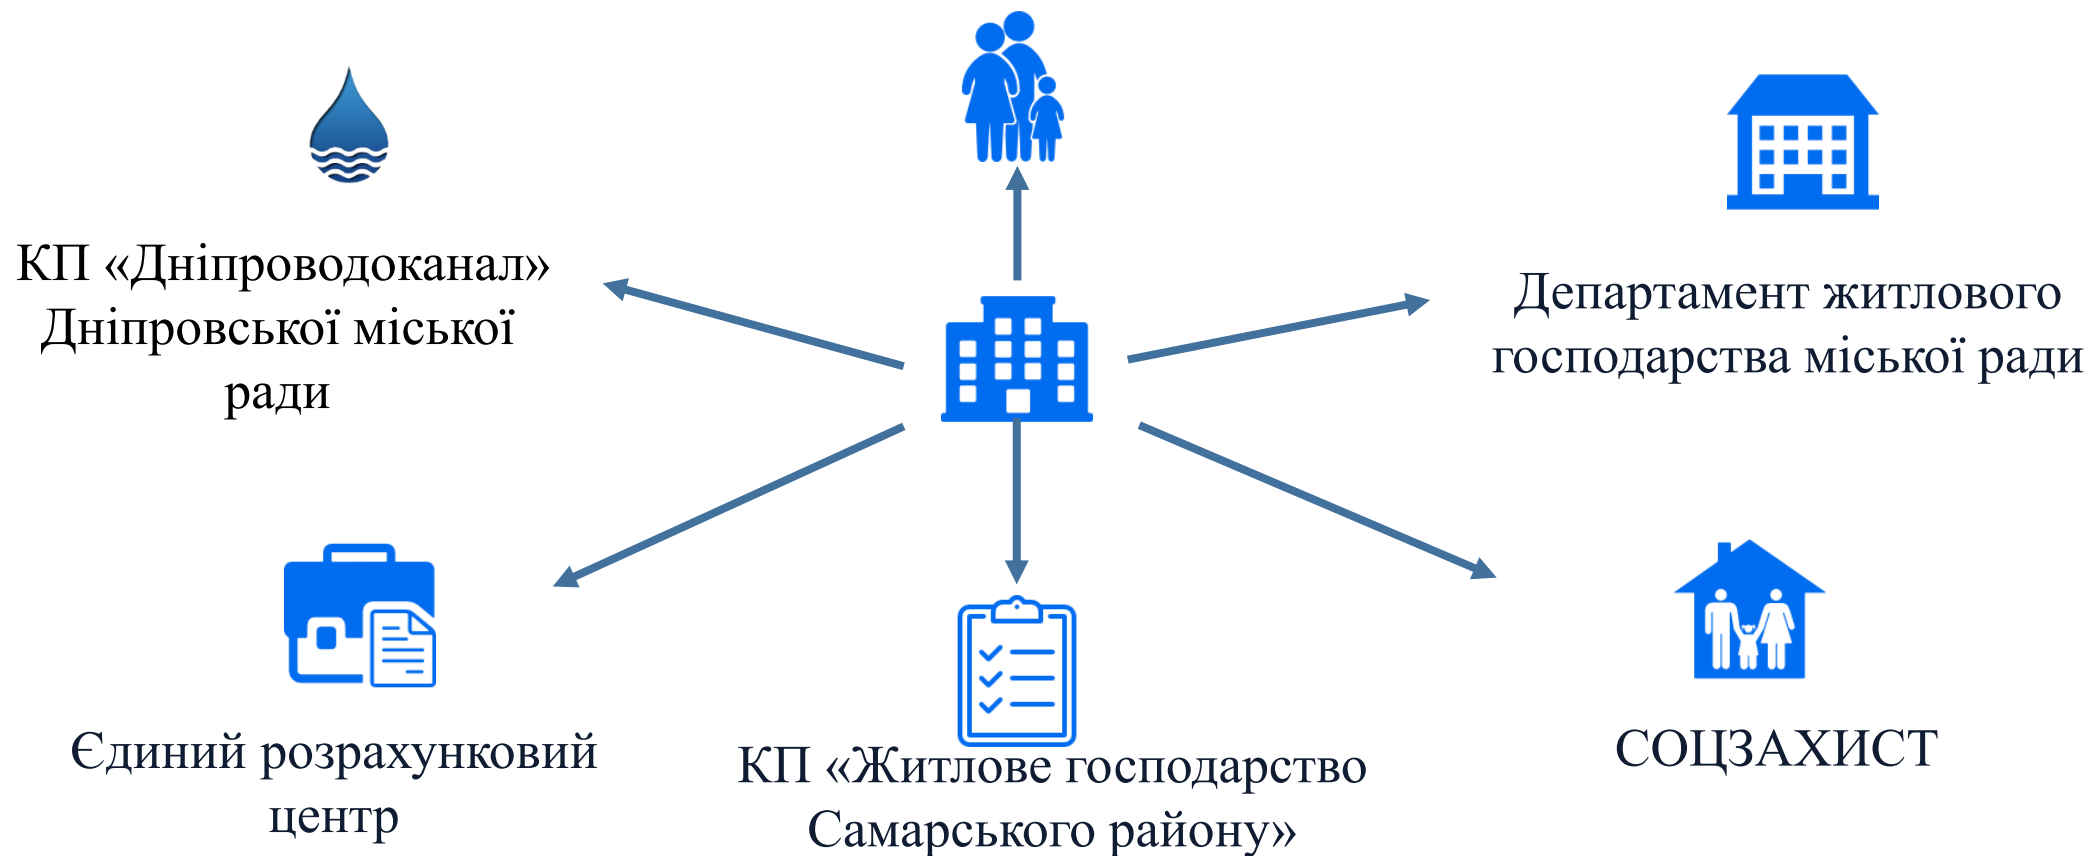 КП «Дніпроводоканал»
Дніпровської міської
ради
Департамент житлового
господарства міської ради
Єдиний розрахунковий
центр
КП «Житлове господарство
Самарського району»
СОЦЗАХИСТ